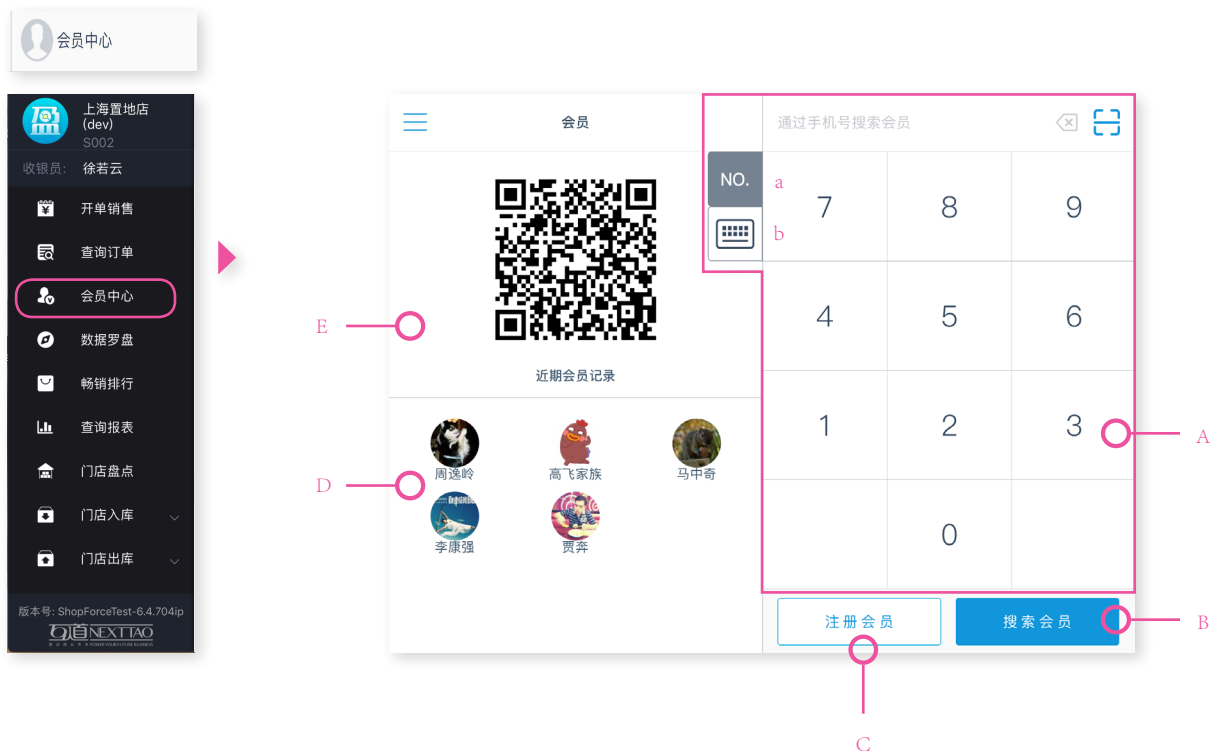 会员中心
上海置地店
(dev)
S002
收银员: 徐若云
开单销售
查询订单
会员中心
数据罗盘
畅销排行
查询报表
门店盘点
门店入库
门店出库
版本号: ShopForceTest-6.4.704ip
NEXTTAO
会员
近期会员记录
周逸岭
高飞家族
马中奇
李康强
贾奔
通过手机号搜索会员
NO.
a
b
7 8 9
4 5 6
1 2 3
0
注册会员
搜索会员
E
D
A
B
C